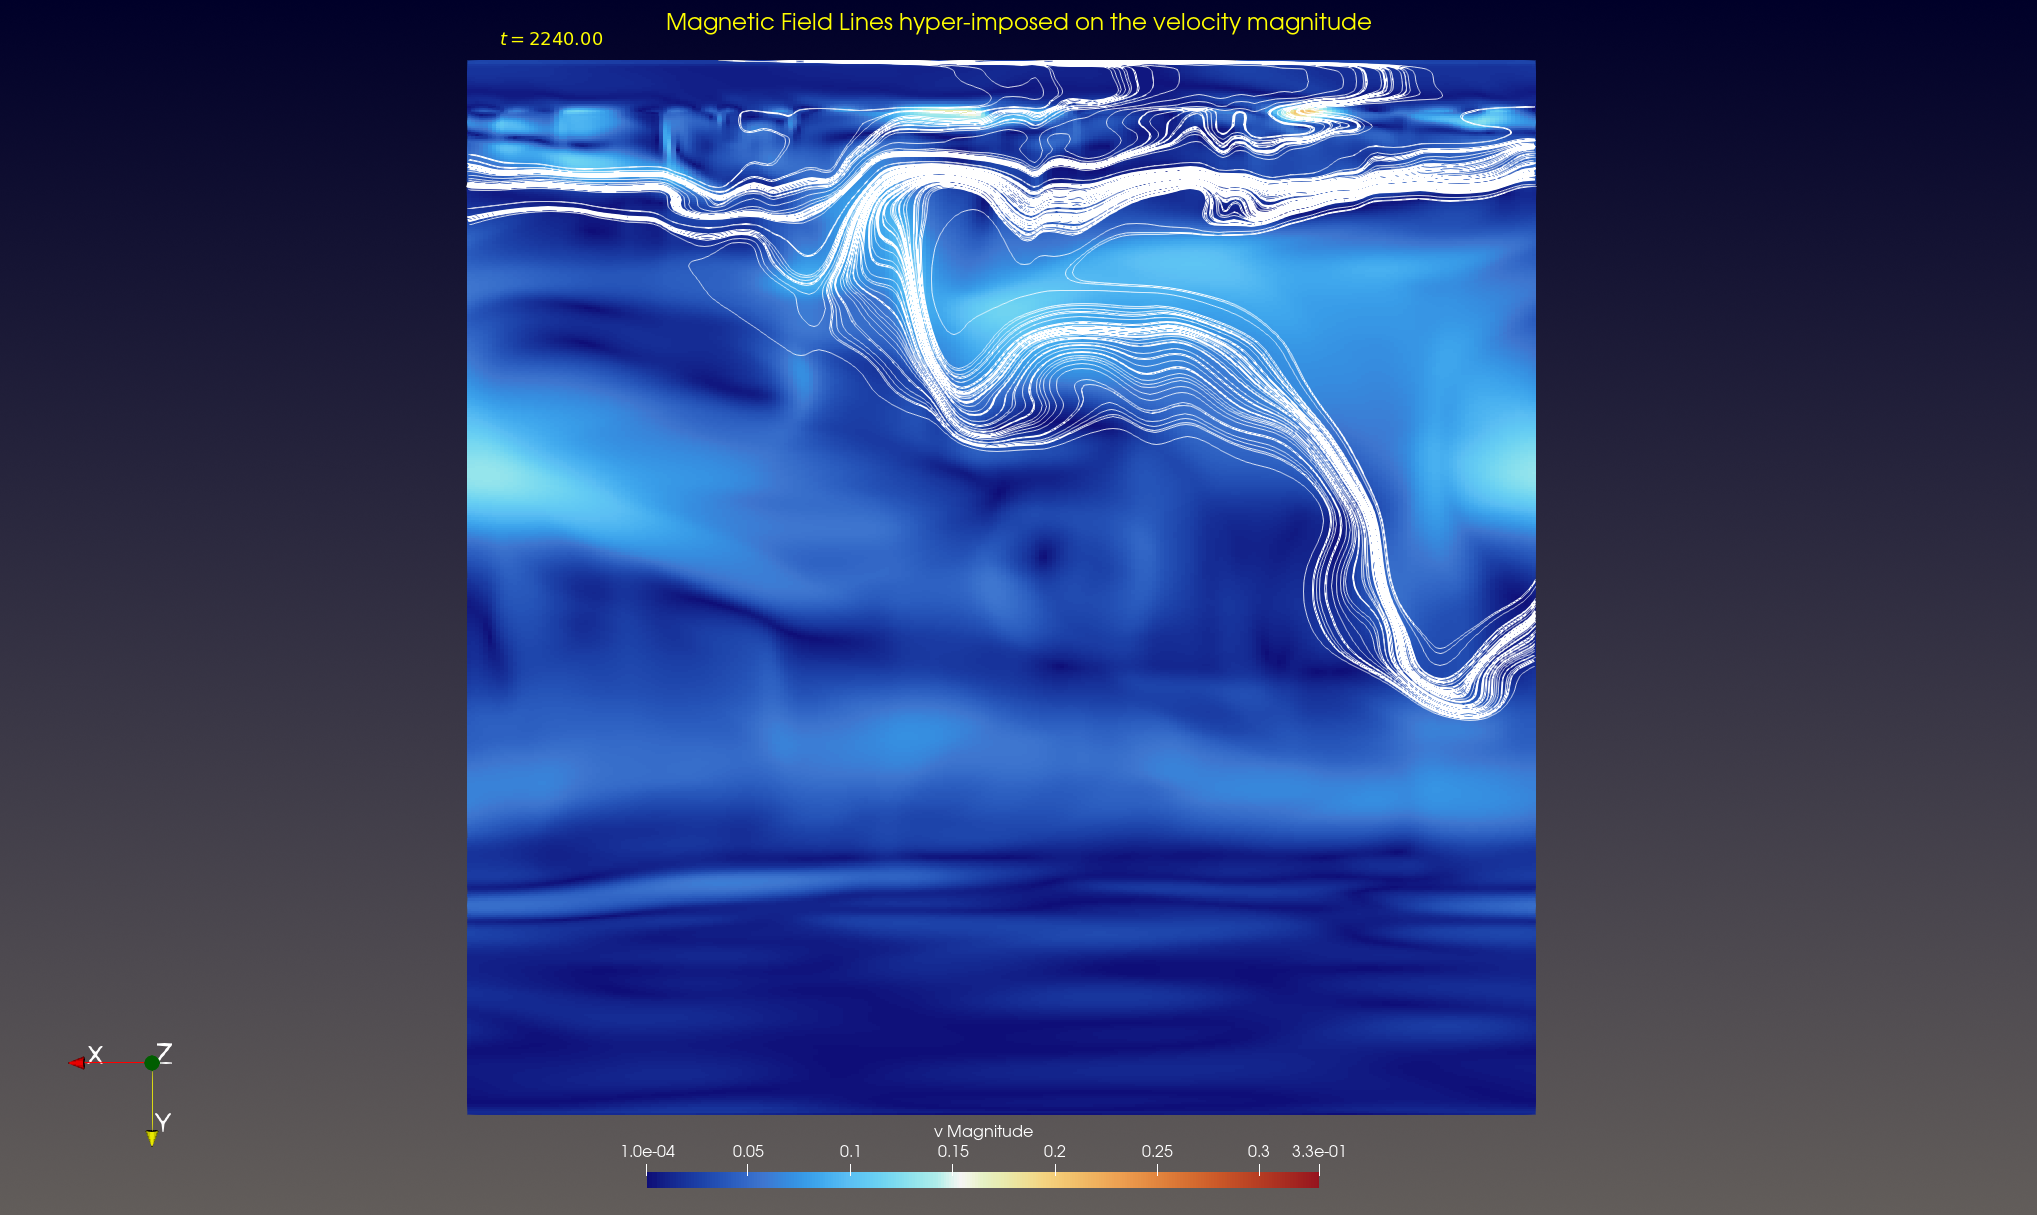 Magnetic Field Lines hyper-imposed on the velocity magnitude
t = 2240.00
X Z
Y
v Magnitude
1.0e-04 0.05 0.1 0.15 0.2 0.25 0.3 3.3e-01